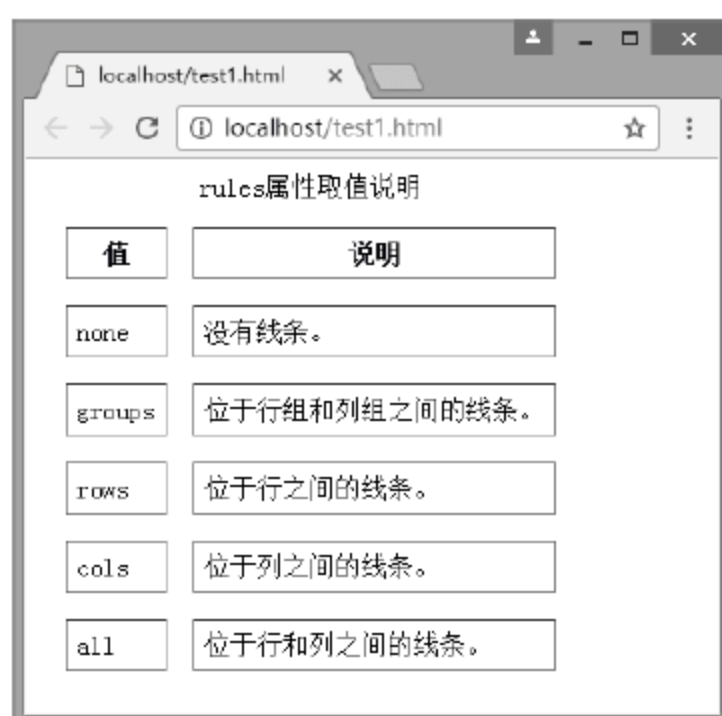 localhost/test1.html
localhost/test1.html
rules属性取值说明
值 说明
none 没有线条。
groups 位于行组和列组之间的线条。
rows 位于行之间的线条。
cols 位于列之间的线条。
all 位于行和列之间的线条。